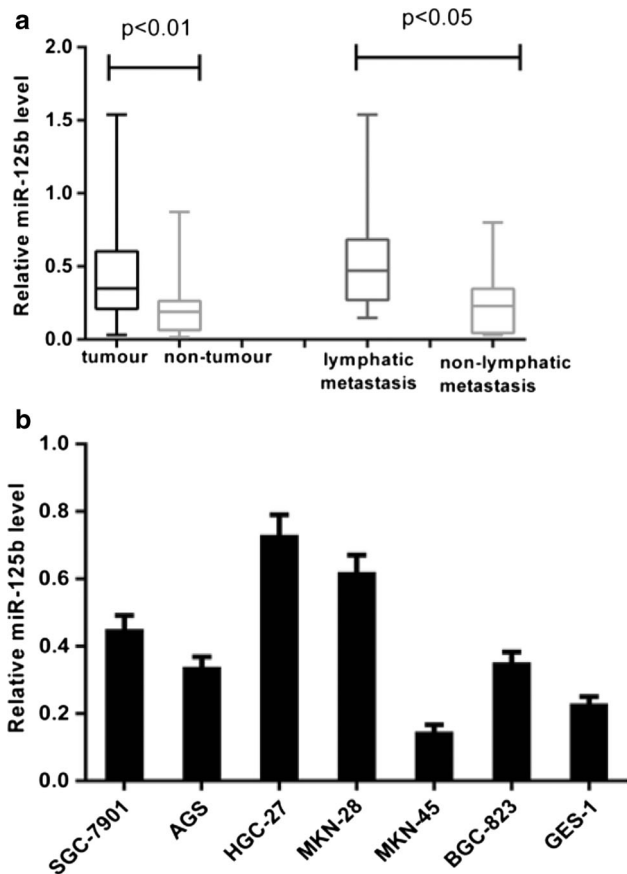 a
p<0.01
p<0.05
Relative miR-125b level
2.0
1.5
1.0
0.5
0.0
tumour
non-tumour
lymphatic
metastasis
non-lymphatic
metastasis
b
Relative miR-125b level
1.0
0.8
0.6
0.4
0.2
0.0
SGC-7901
AGS
HGC-27
MKN-28
MKN-45
BGC-823
GES-1